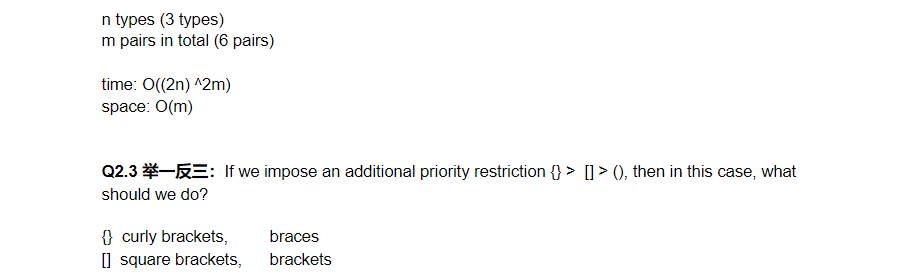 n types (3 types)
m pairs in total (6 pairs)
time: O((2n) ^2m)
space: O(m)
Q2.3 举一反三：If we impose an additional priority restriction {} > [] > (), then in this case, what
should we do?
{} curly brackets, braces
[] square brackets, brackets